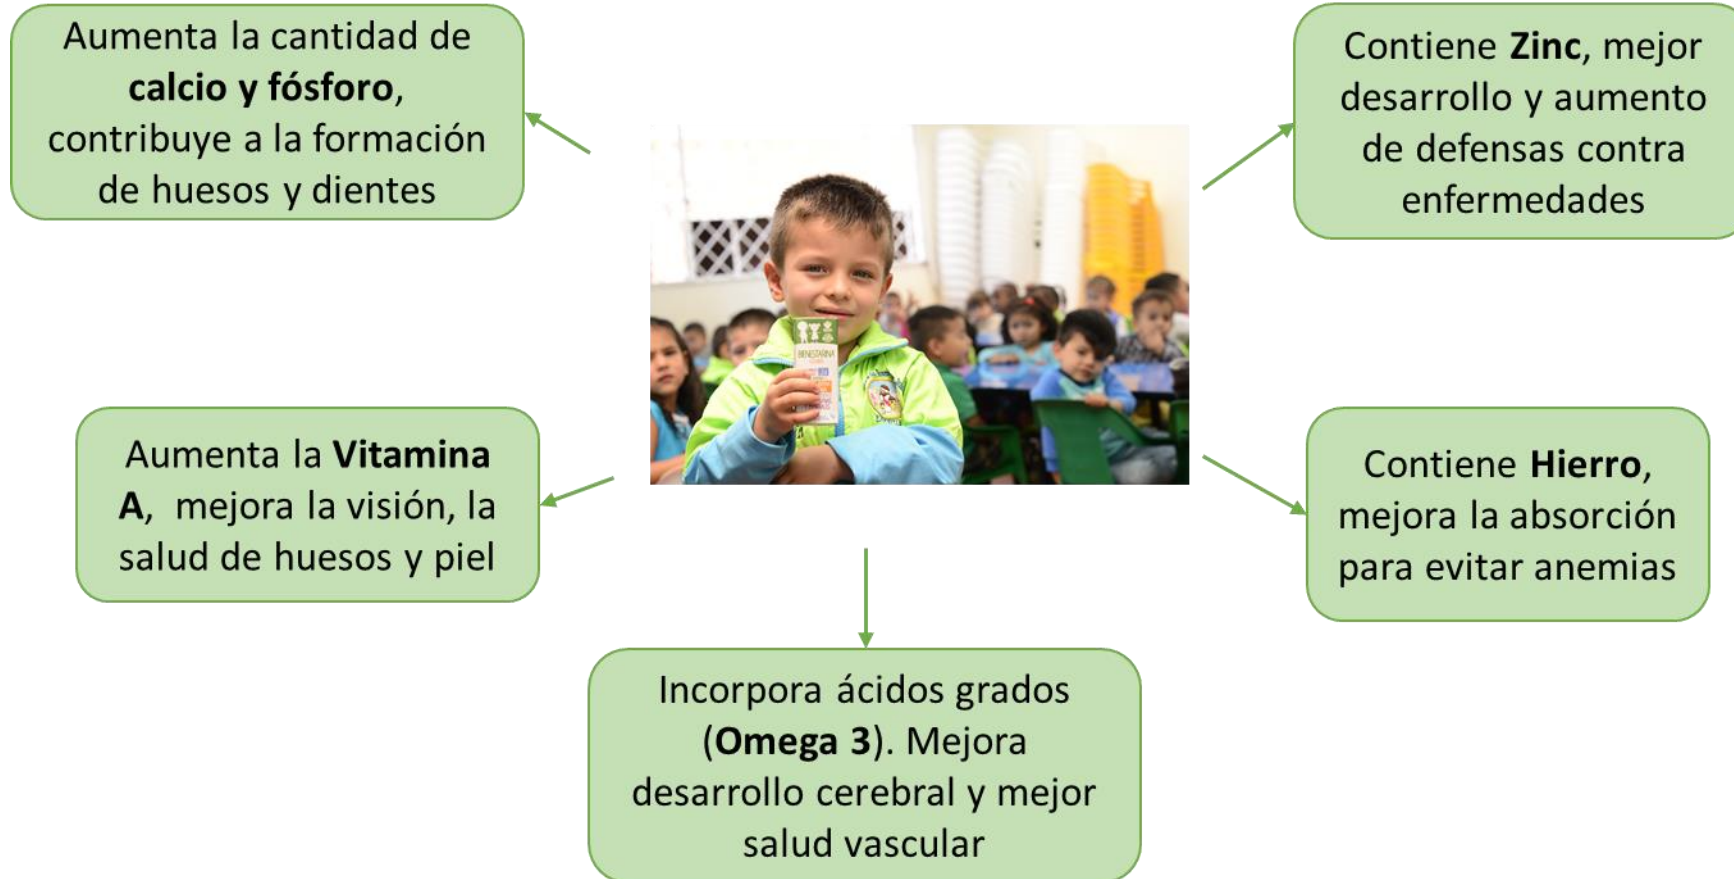 Aumenta la cantidad de
calcio y fósforo,
contribuye a la formación
de huesos y dientes
Contiene Zinc, mejor
desarrollo y aumento
de defensas contra
enfermedades
BIENESTARINA
Aumenta la Vitamina
A, mejora la visión, la
salud de huesos y piel
Contiene Hierro,
mejora la absorción
para evitar anemias
Incorpora ácidos grados
(Omega 3). Mejora
desarrollo cerebral y mejor
salud vascular